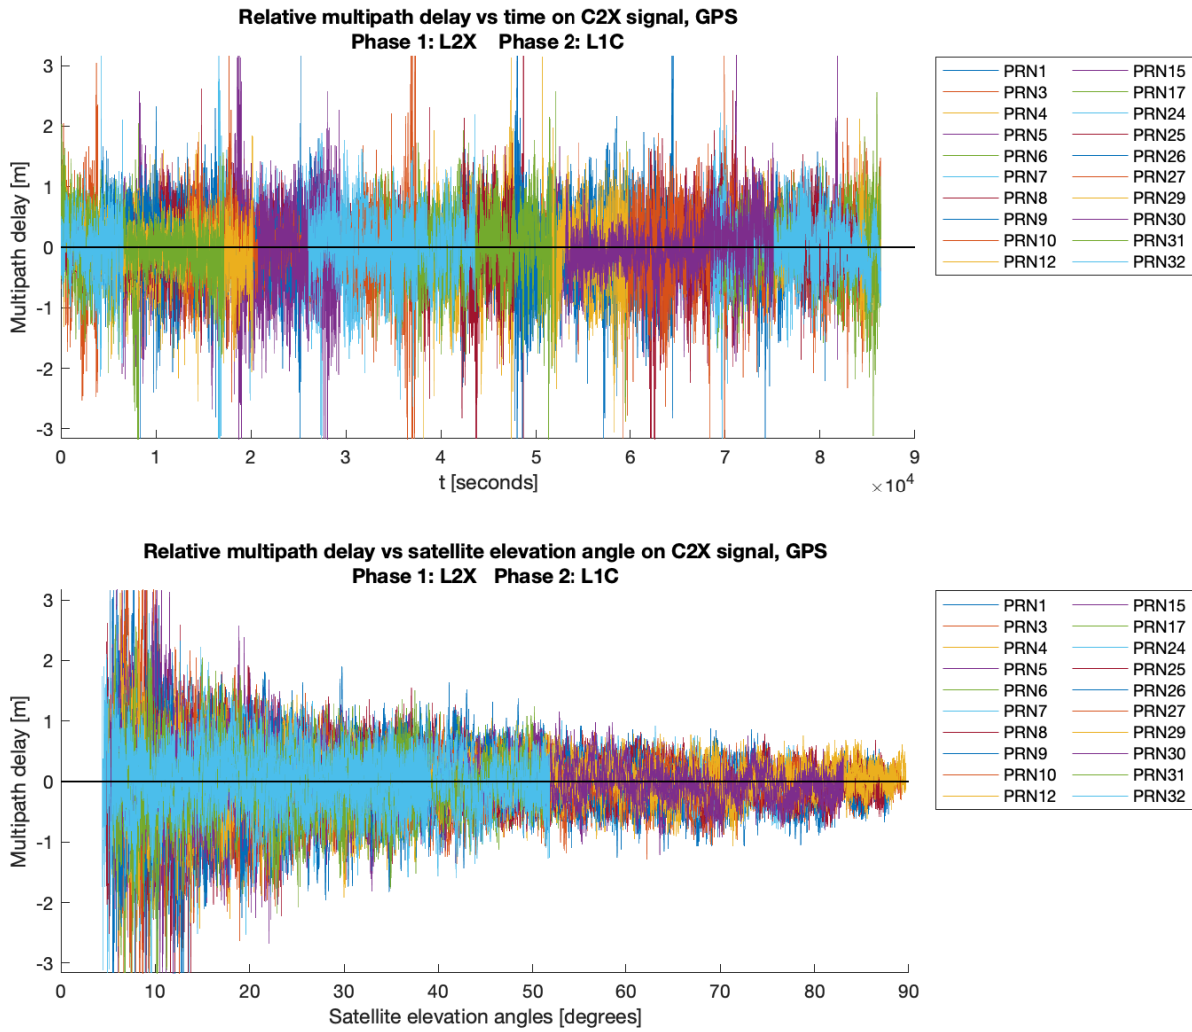 Relative multipath delay vs time on C2X signal, GPS
Phase 1: L2X Phase 2: L1C
Multipath delay [m]
3
2
1
0
-1
-2
-3
0 1 2 3 4 5 6 7 8 9
t [seconds]
×10⁴
PRN1 PRN15
PRN3 PRN17
PRN4 PRN24
PRN5 PRN25
PRN6 PRN26
PRN7 PRN27
PRN8 PRN29
PRN9 PRN30
PRN10 PRN31
PRN12 PRN32
Relative multipath delay vs satellite elevation angle on C2X signal, GPS
Phase 1: L2X Phase 2: L1C
Multipath delay [m]
3
2
1
0
-1
-2
-3
0 10 20 30 40 50 60 70 80 90
Satellite elevation angles [degrees]
PRN1 PRN15
PRN3 PRN17
PRN4 PRN24
PRN5 PRN25
PRN6 PRN26
PRN7 PRN27
PRN8 PRN29
PRN9 PRN30
PRN10 PRN31
PRN12 PRN32